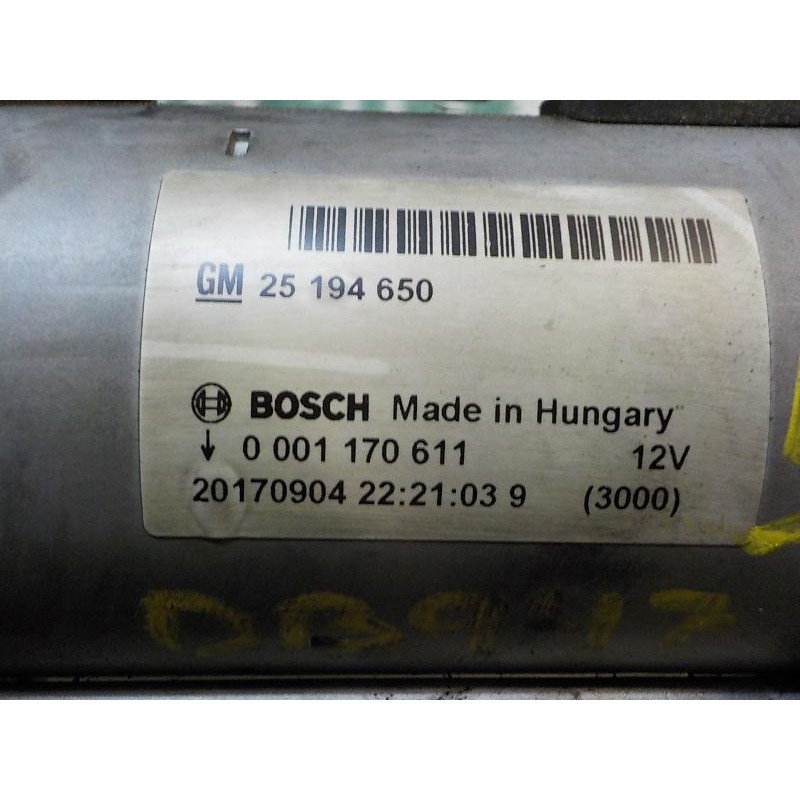 GM 25 194 650
BOSCH Made in Hungary
0 001 170 611 12V
20170904 22:21:03 9 (3000)